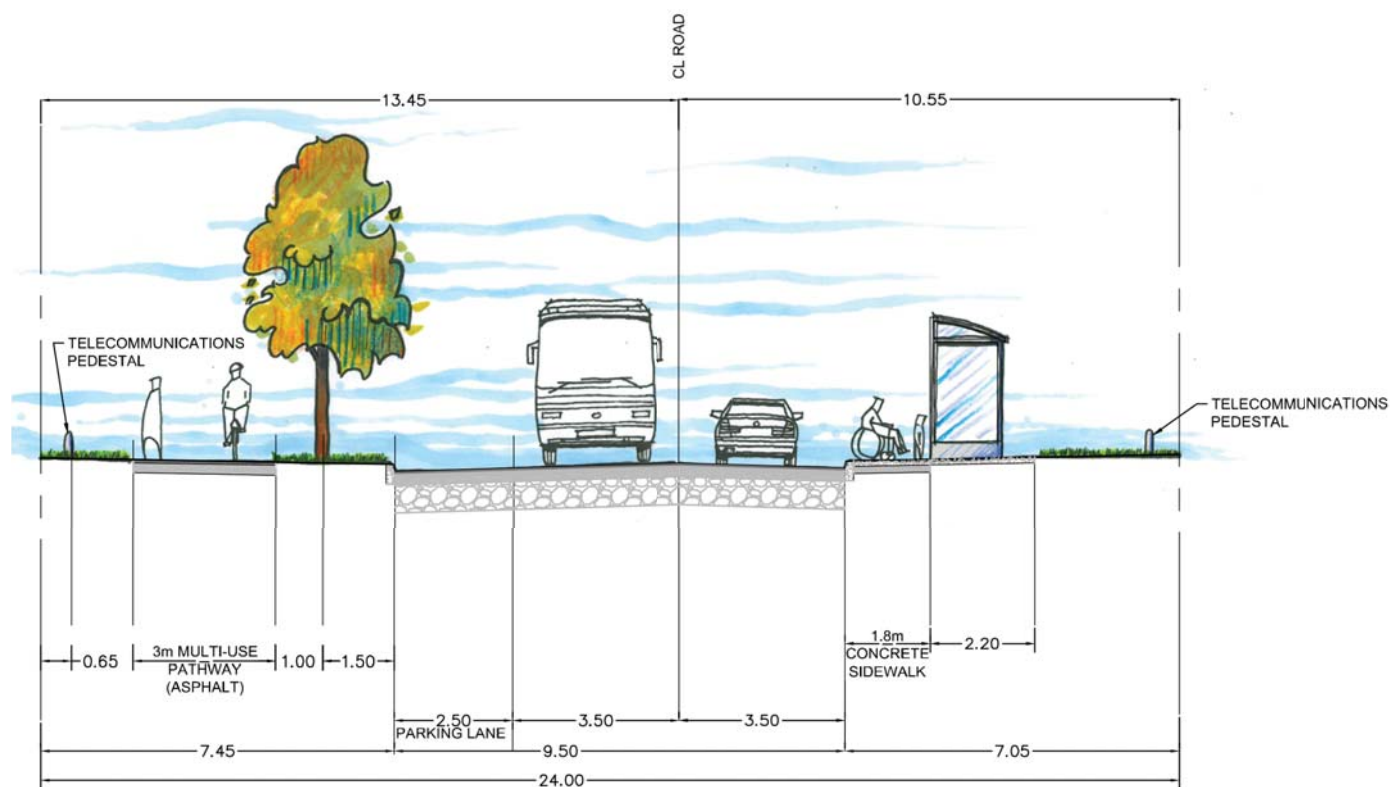 CL ROAD
13.45
10.55
TELECOMMUNICATIONS
PEDESTAL
TELECOMMUNICATIONS
PEDESTAL
0.65
3m MULTI-USE
PATHWAY
(ASPHALT)
1.00
1.50
1.8m
CONCRETE
SIDEWALK
2.20
2.50
PARKING LANE
3.50
3.50
7.45
9.50
7.05
24.00